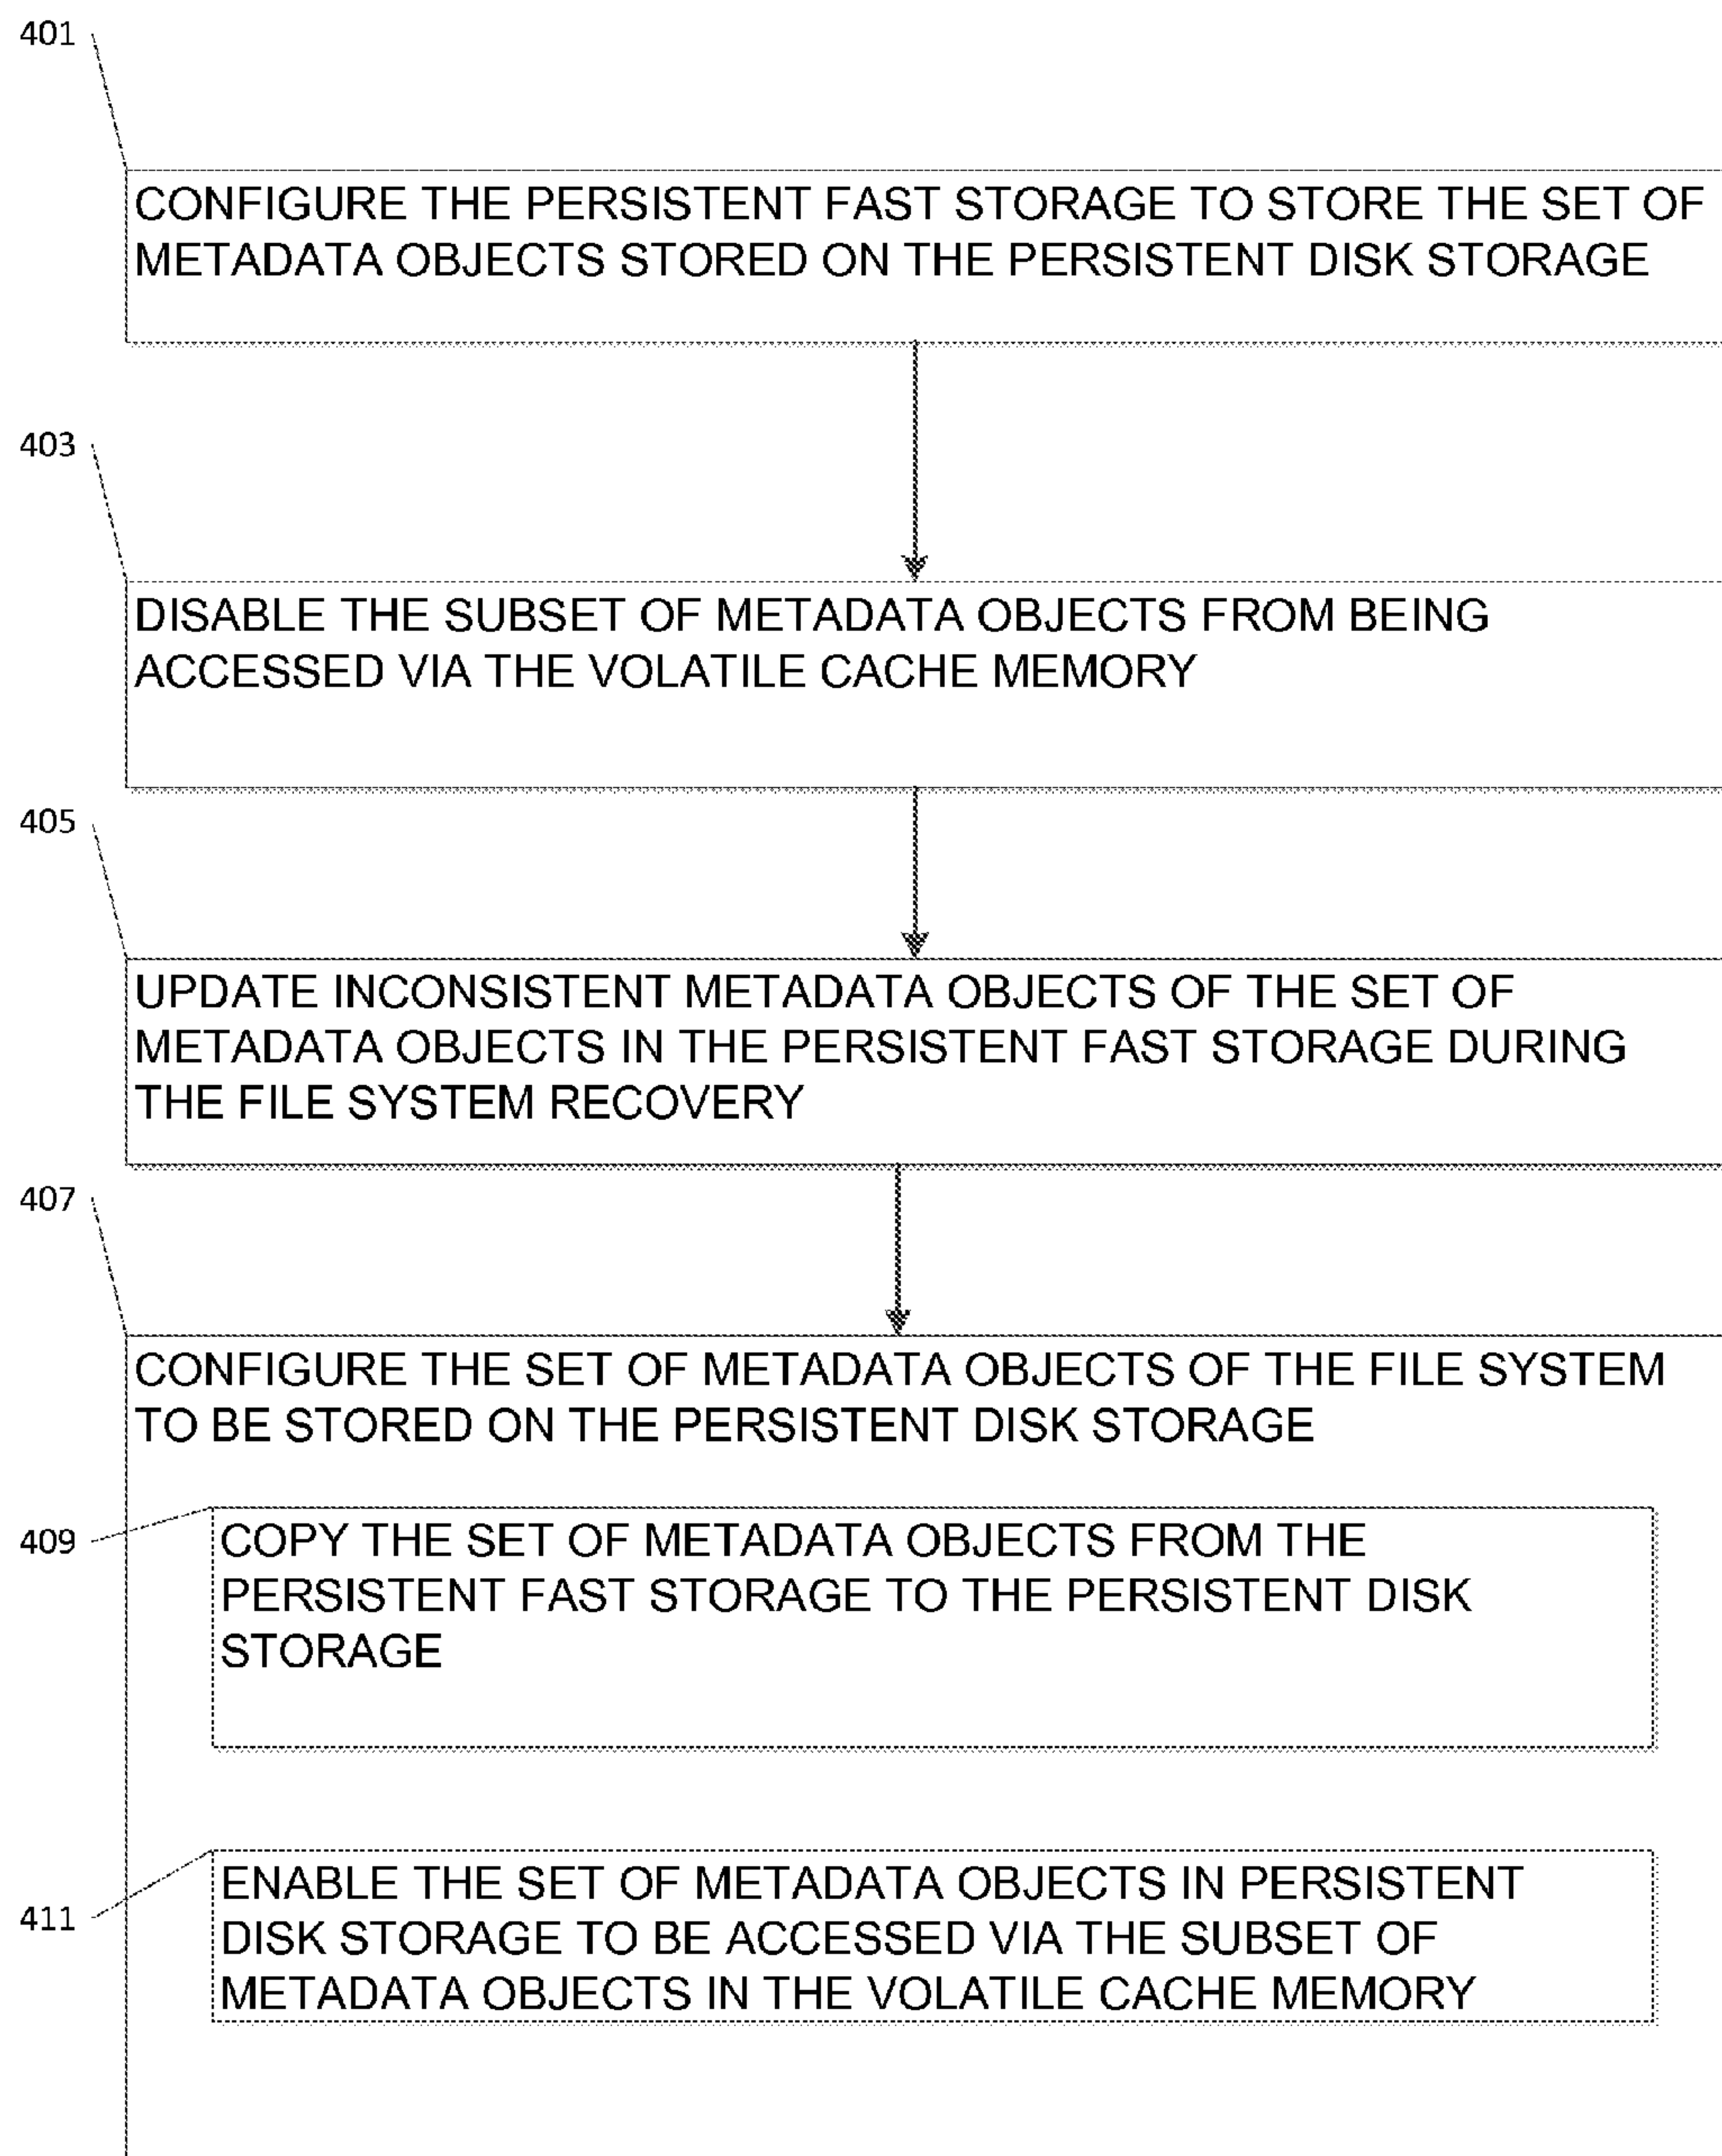 401
CONFIGURE THE PERSISTENT FAST STORAGE TO STORE THE SET OF
METADATA OBJECTS STORED ON THE PERSISTENT DISK STORAGE
403
DISABLE THE SUBSET OF METADATA OBJECTS FROM BEING
ACCESSED VIA THE VOLATILE CACHE MEMORY
405
UPDATE INCONSISTENT METADATA OBJECTS OF THE SET OF
METADATA OBJECTS IN THE PERSISTENT FAST STORAGE DURING
THE FILE SYSTEM RECOVERY
407
CONFIGURE THE SET OF METADATA OBJECTS OF THE FILE SYSTEM
TO BE STORED ON THE PERSISTENT DISK STORAGE
409
COPY THE SET OF METADATA OBJECTS FROM THE
PERSISTENT FAST STORAGE TO THE PERSISTENT DISK
STORAGE
411
ENABLE THE SET OF METADATA OBJECTS IN PERSISTENT
DISK STORAGE TO BE ACCESSED VIA THE SUBSET OF
METADATA OBJECTS IN THE VOLATILE CACHE MEMORY